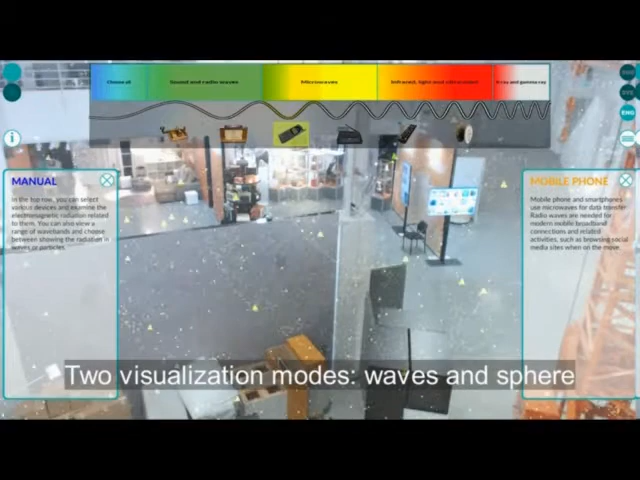 Choose all
Sound and radio waves
Microwaves
Infrared, light and ultraviolet
X-ray and gamma ray
ENG
i
MANUAL
In the top row, you can select
various devices and examine the
electromagnetic radiation related
to them. You can also view a
range of wavebands and choose
between showing the radiation in
waves or particles.
MOBILE PHONE
Mobile phone and smartphones
use microwaves for data transfer.
Radio waves are needed for
modern mobile broadband
connections and related
activities, such as browsing social
media sites when on the move.
Two visualization modes: waves and sphere